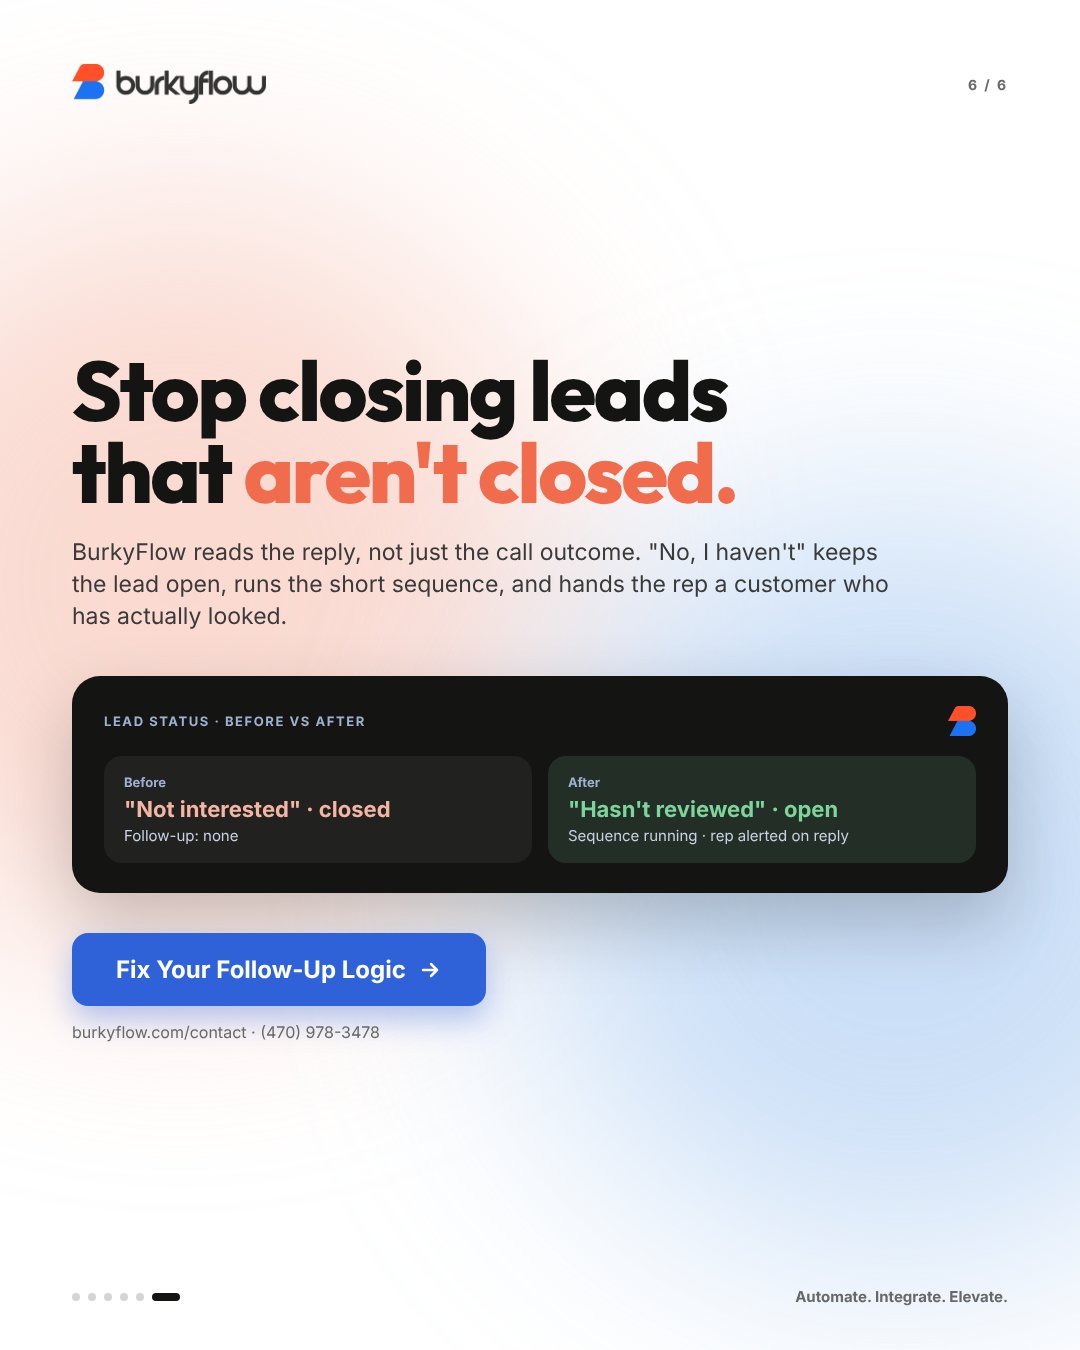 burkyflow
6 / 6
Stop closing leads
that aren't closed.
BurkyFlow reads the reply, not just the call outcome. "No, I haven't" keeps
the lead open, runs the short sequence, and hands the rep a customer who
has actually looked.
LEAD STATUS · BEFORE VS AFTER
Before
"Not interested" · closed
Follow-up: none
After
"Hasn't reviewed" · open
Sequence running · rep alerted on reply
Fix Your Follow-Up Logic →
burkyflow.com/contact · (470) 978-3478
Automate. Integrate. Elevate.